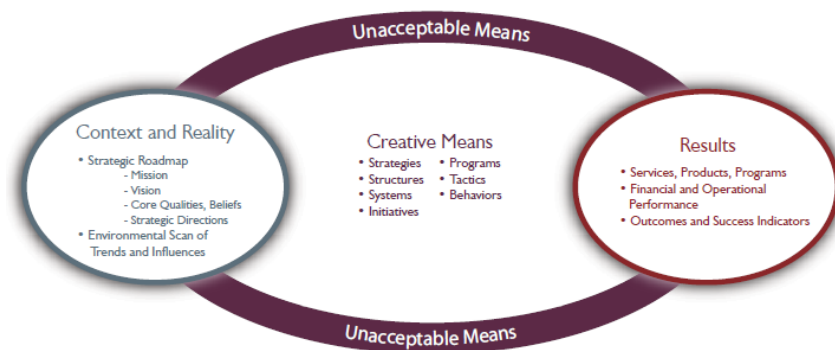 Unacceptable Means
Context and Reality
• Strategic Roadmap
- Mission
- Vision
- Core Qualities, Beliefs
- Strategic Directions
• Environmental Scan of
Trends and Influences
Creative Means
• Strategies
• Structures
• Systems
• Initiatives
• Programs
• Tactics
• Behaviors
Results
• Services, Products, Programs
• Financial and Operational
Performance
• Outcomes and Success Indicators
Unacceptable Means